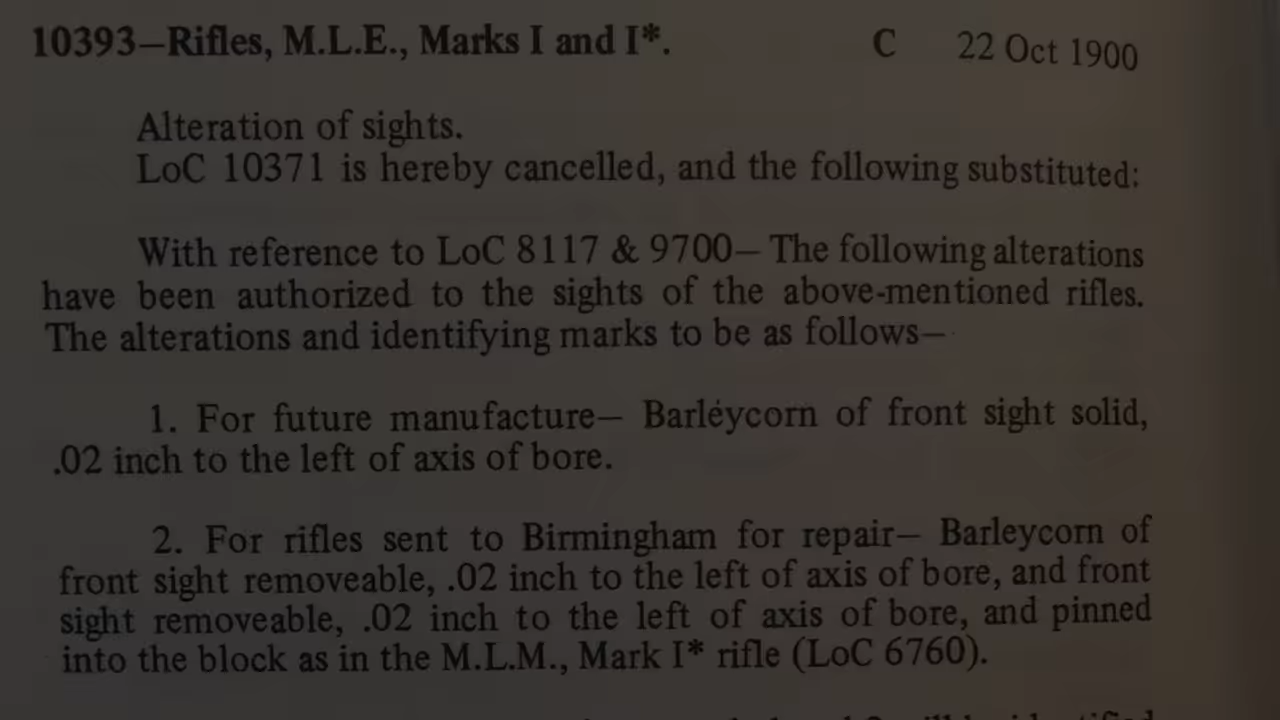 10393—Rifles, M.L.E., Marks I and I*. C 22 Oct 1900
Alteration of sights.
LoC 10371 is hereby cancelled, and the following substituted:
With reference to LoC 8117 & 9700— The following alterations
have been authorized to the sights of the above-mentioned rifles.
The alterations and identifying marks to be as follows—
1. For future manufacture— Barleycorn of front sight solid,
.02 inch to the left of axis of bore.
2. For rifles sent to Birmingham for repair— Barleycorn of
front sight removeable, .02 inch to the left of axis of bore, and front
sight removeable, .02 inch to the left of axis of bore, and pinned
into the block as in the M.L.M., Mark I* rifle (LoC 6760).